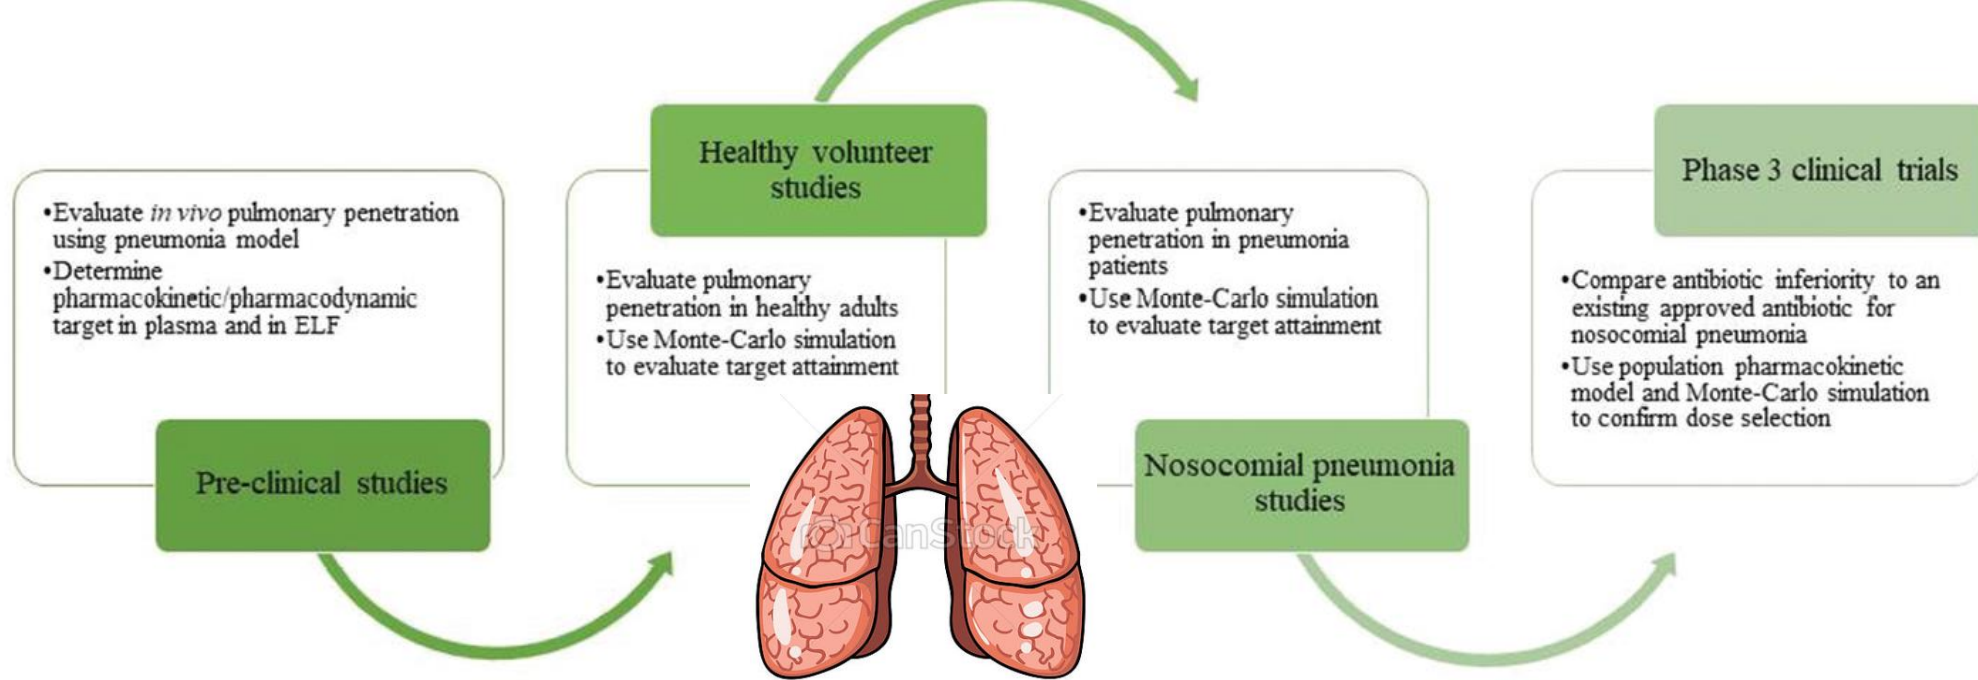 •Evaluate in vivo pulmonary penetration
using pneumonia model
•Determine
pharmacokinetic/pharmacodynamic
target in plasma and in ELF
Pre-clinical studies
Healthy volunteer
studies
•Evaluate pulmonary
penetration in healthy adults
•Use Monte-Carlo simulation
to evaluate target attainment
•Evaluate pulmonary
penetration in pneumonia
patients
•Use Monte-Carlo simulation
to evaluate target attainment
Nosocomial pneumonia
studies
Phase 3 clinical trials
•Compare antibiotic inferiority to an
existing approved antibiotic for
nosocomial pneumonia
•Use population pharmacokinetic
model and Monte-Carlo simulation
to confirm dose selection
CanStock